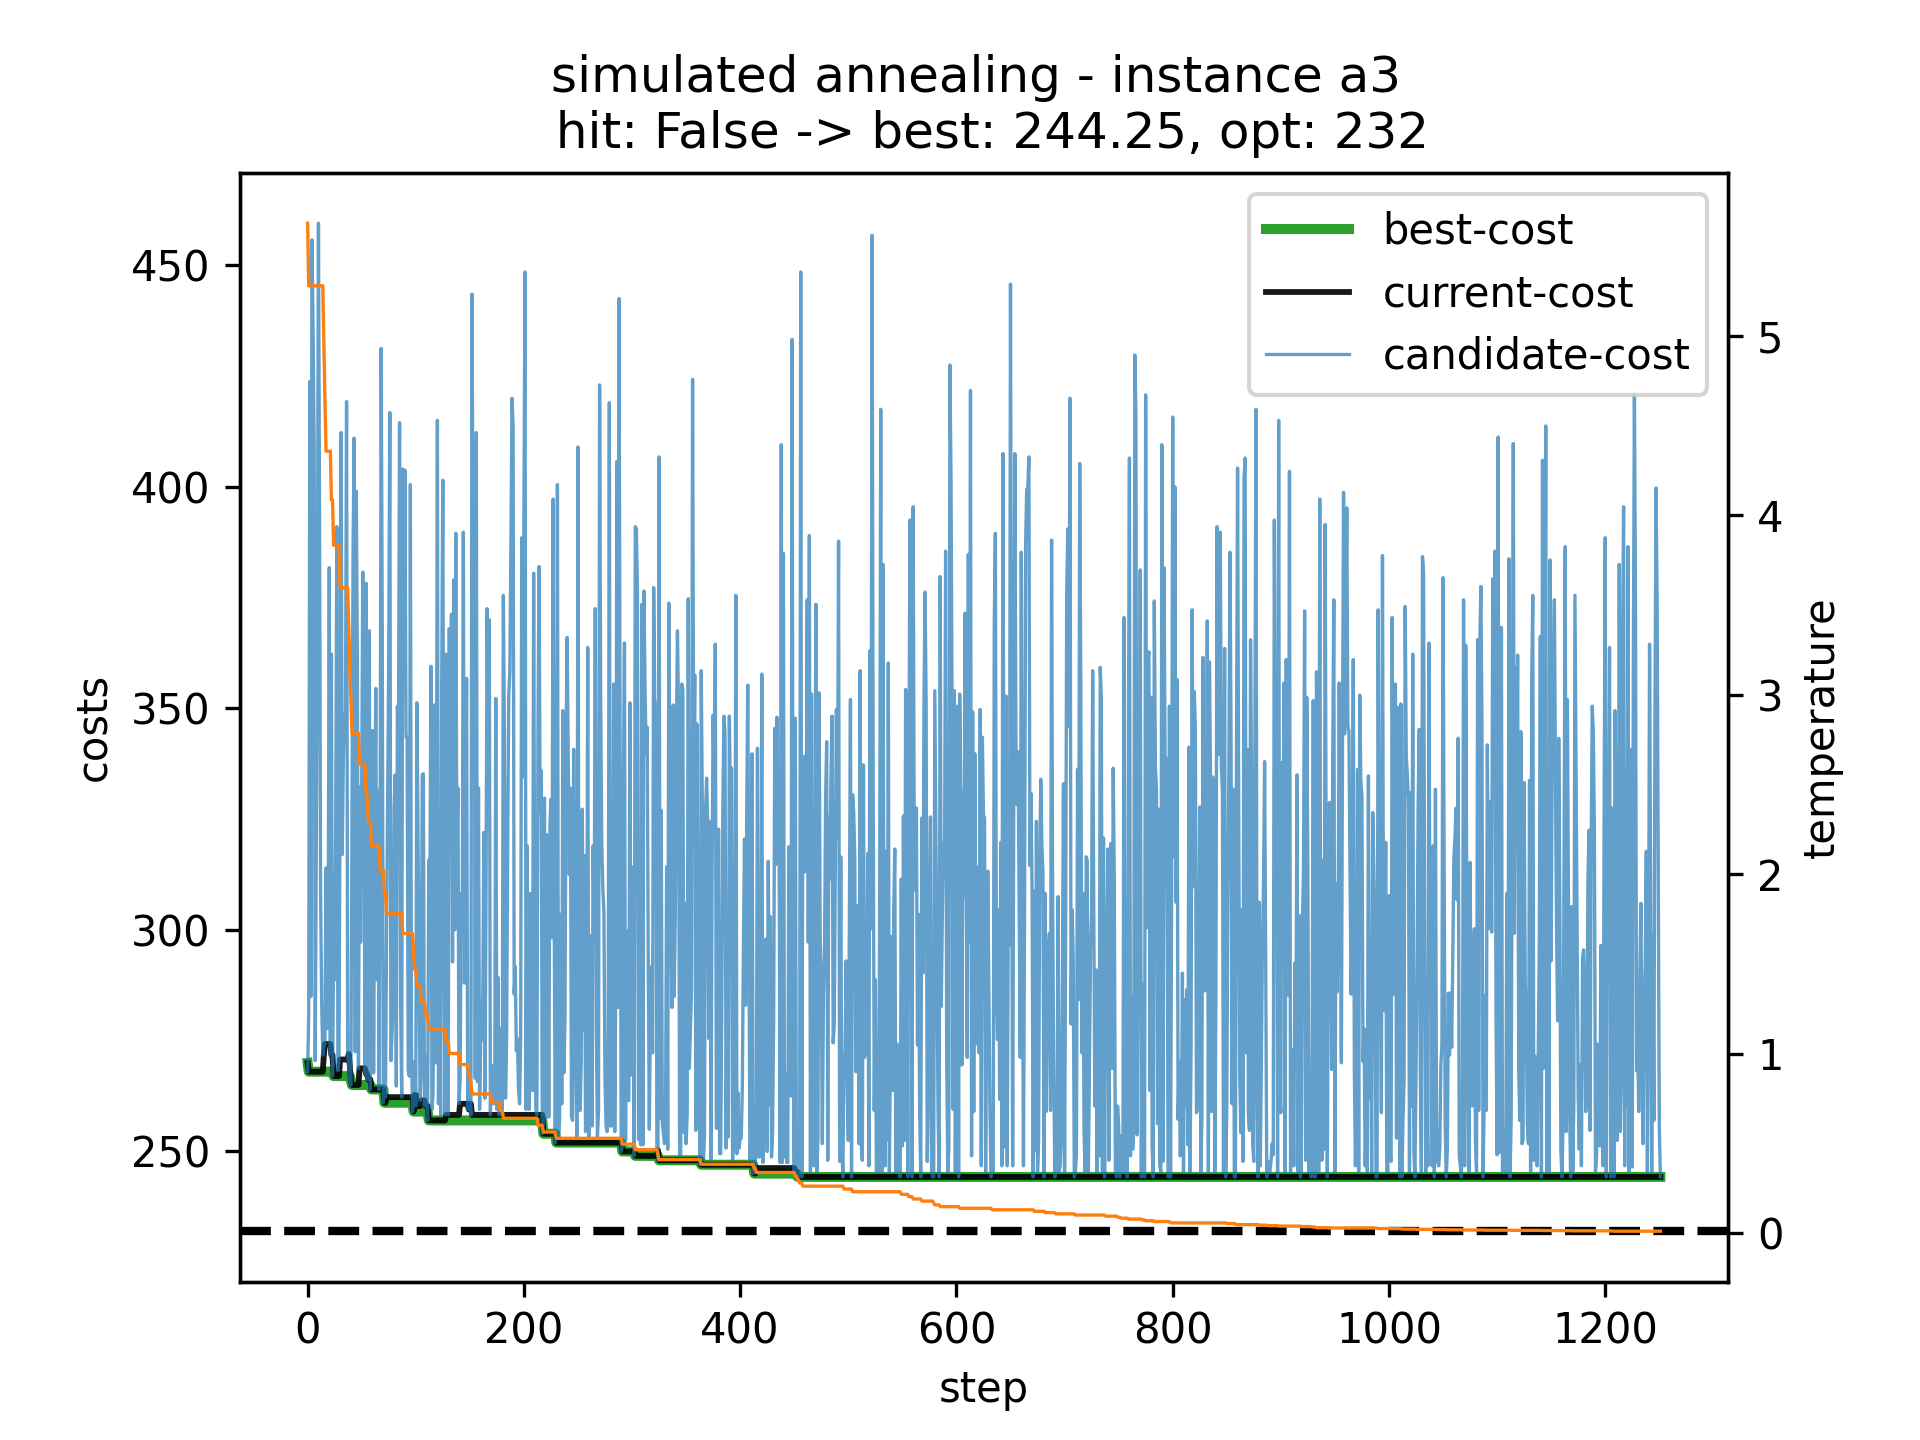 simulated annealing - instance a3
hit: False -> best: 244.25, opt: 232
best-cost
current-cost
candidate-cost
450
400
350
300
250
costs
5
4
3
2
1
0
temperature
0 200 400 600 800 1000 1200
step